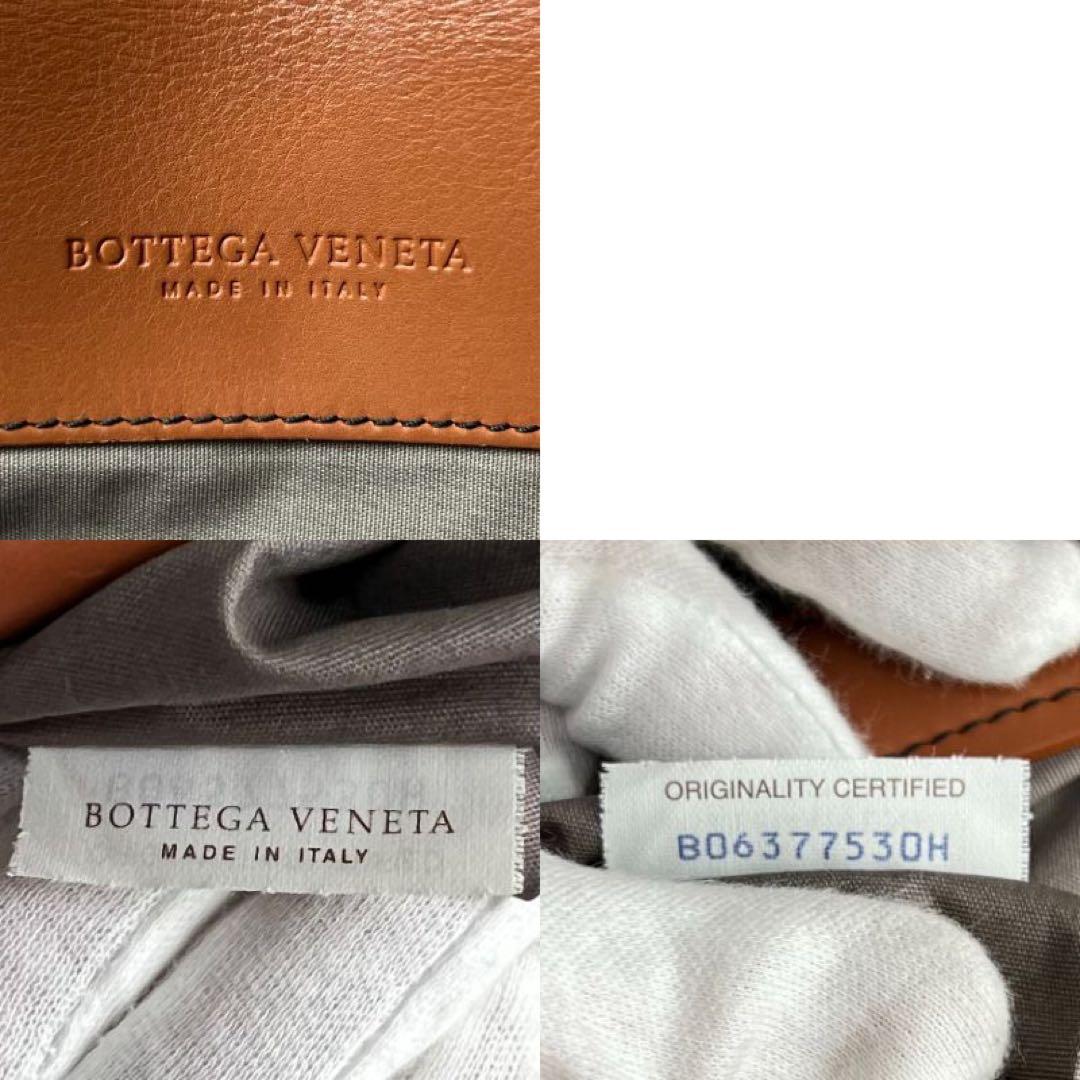 BOTTEGA VENETA
MADE IN ITALY
BOTTEGA VENETA
MADE IN ITALY
ORIGINALITY CERTIFIED
B06377530H